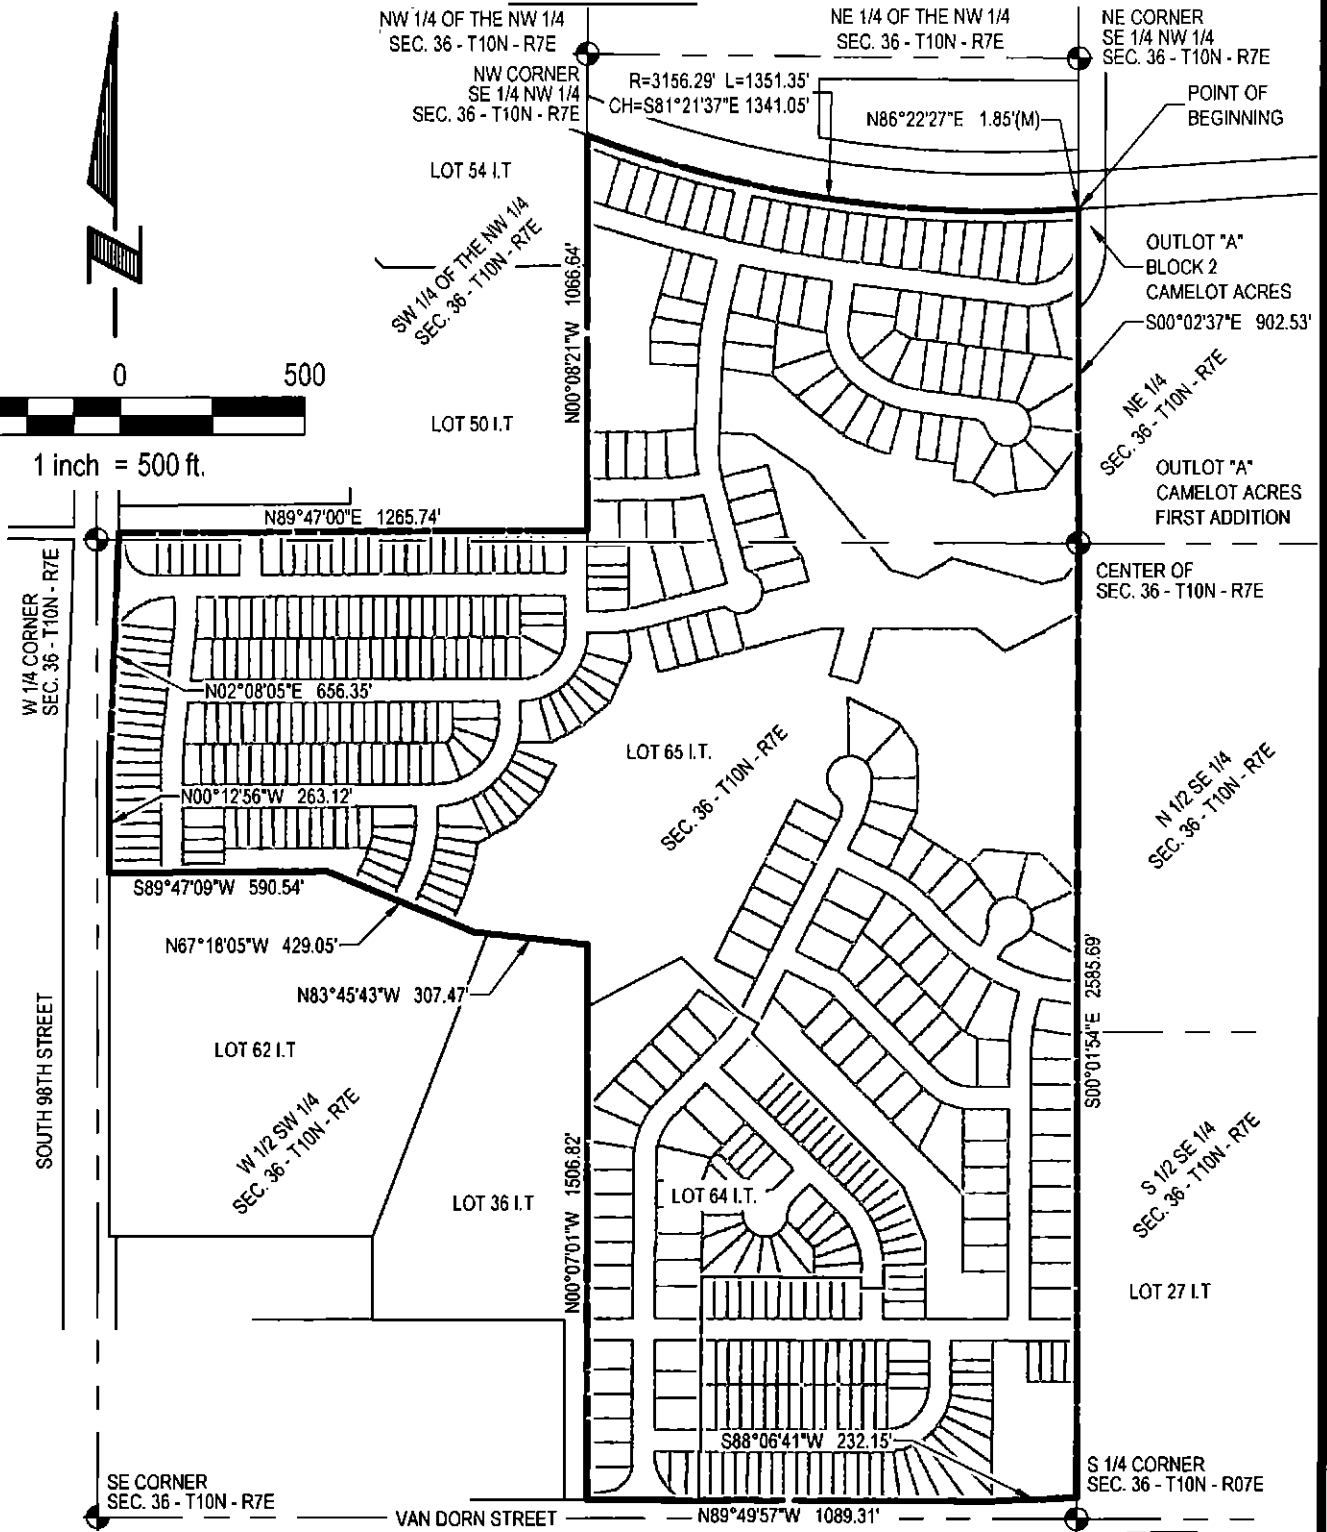 NW 1/4 OF THE NW 1/4
SEC. 36 - T10N - R7E
NE 1/4 OF THE NW 1/4
SEC. 36 - T10N - R7E
NE CORNER
SE 1/4 NW 1/4
SEC. 36 - T10N - R7E
NW CORNER
SE 1/4 NW 1/4
SEC. 36 - T10N - R7E
R=3156.29' L=1351.35'
CH=S81°21'37"E 1341.05'
N86°22'27"E 1.85'(M)
POINT OF
BEGINNING
LOT 54 I.T
SW 1/4 OF THE NW 1/4
SEC. 36 - T10N - R7E
N00°08'21"W 1066.64'
OUTLOT "A"
BLOCK 2
CAMELOT ACRES
S00°02'37"E 902.53'
NE 1/4
SEC. 36 - T10N - R7E
0 500
1 inch = 500 ft.
LOT 50 I.T
OUTLOT "A"
CAMELOT ACRES
FIRST ADDITION
N89°47'00"E 1265.74'
W 1/4 CORNER
SEC. 36 - T10N - R7E
CENTER OF
SEC. 36 - T10N - R7E
N02°08'05"E 656.35'
LOT 65 I.T.
SEC. 36 - T10N - R7E
N 1/2 SE 1/4
SEC. 36 - T10N - R7E
N00°12'56"W 263.12'
S89°47'09"W 590.54'
N67°18'05"W 429.05'
N83°45'43"W 307.47'
S00°01'54"E 2585.69'
SOUTH 98TH STREET
LOT 62 I.T
W 1/2 SW 1/4
SEC. 36 - T10N - R7E
LOT 36 I.T
N00°07'01"W 1506.82'
LOT 64 I.T.
S 1/2 SE 1/4
SEC. 36 - T10N - R7E
LOT 27 I.T
S88°06'41"W 232.15'
SE CORNER
SEC. 36 - T10N - R7E
VAN DORN STREET
N89°49'57"W 1089.31'
S 1/4 CORNER
SEC. 36 - T10N - R07E